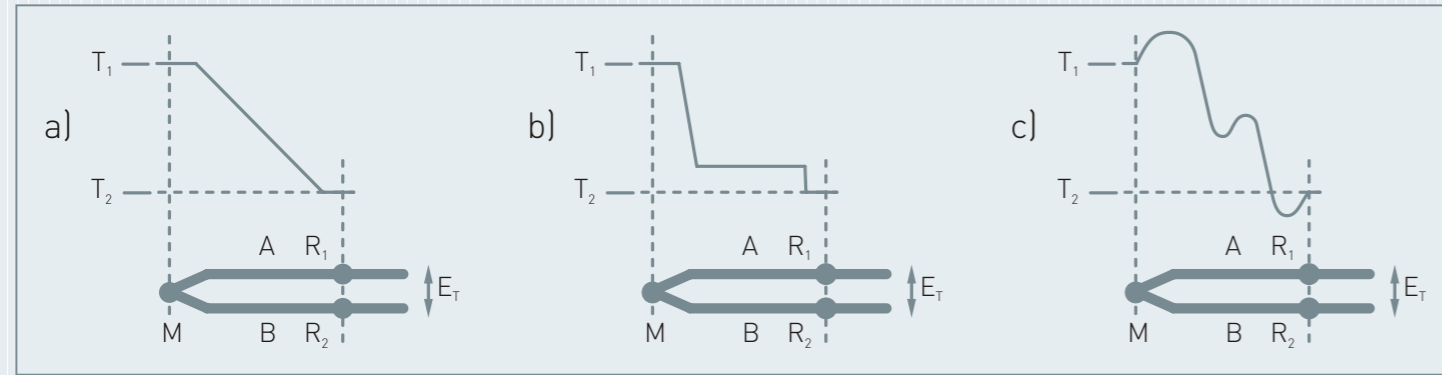 a)
T₁
T₂
A R₁
E_T
M B R₂
b)
T₁
T₂
A R₁
E_T
M B R₂
c)
T₁
T₂
A R₁
E_T
M B R₂